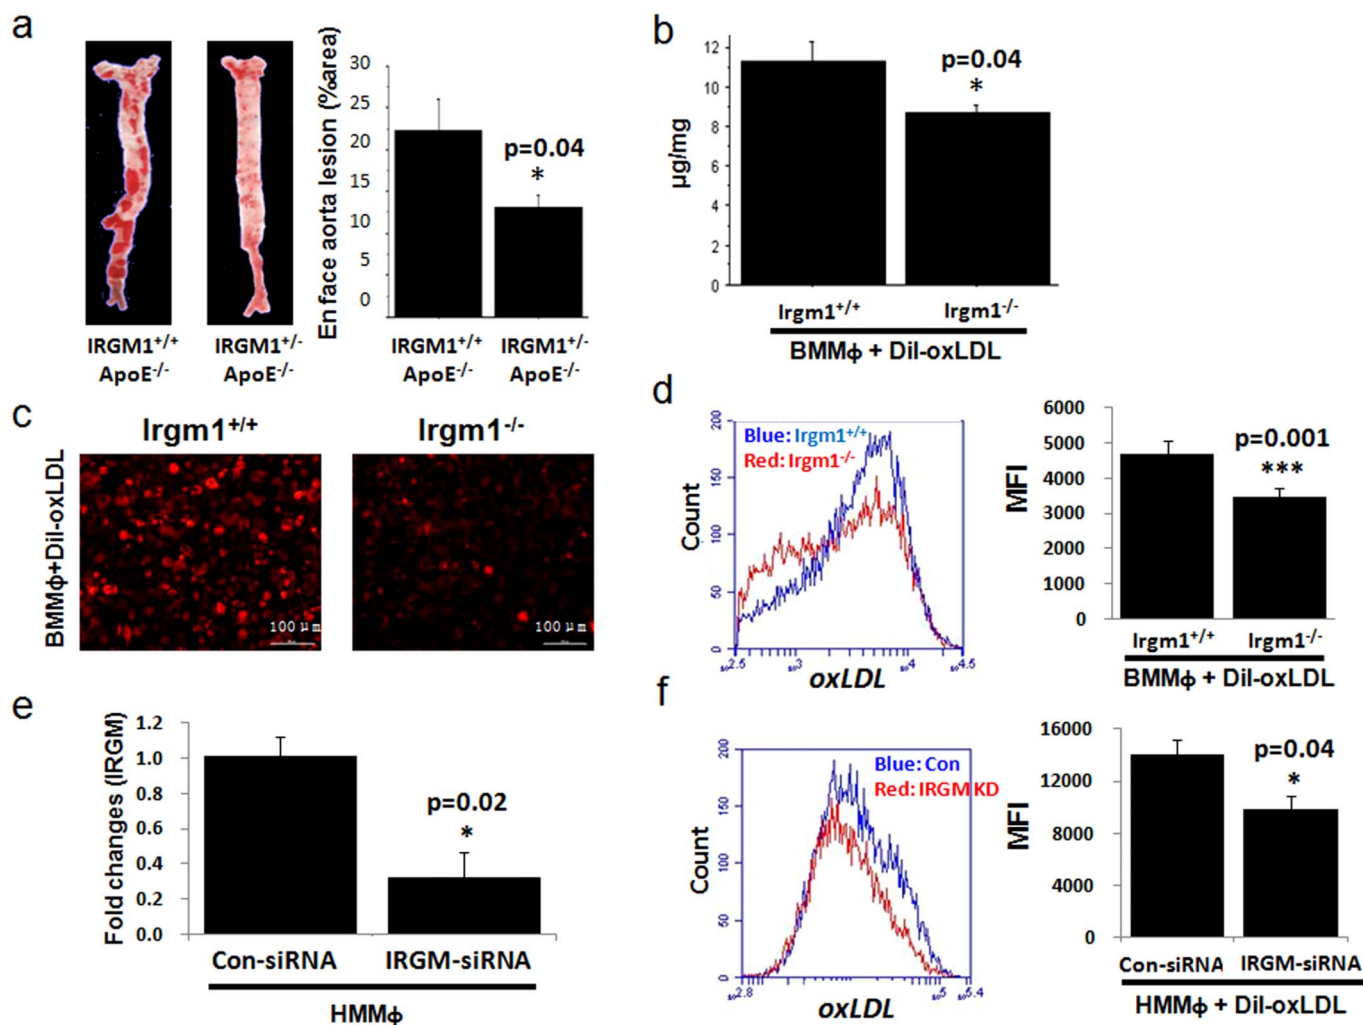 a
IRGM1+/+
ApoE-/-
IRGM1+/-
ApoE-/-
En face aorta lesion (%area)
30
25
20
15
10
5
0
p=0.04
*
IRGM1+/+
ApoE-/-
IRGM1+/-
ApoE-/-
b
µg/mg
12
10
8
6
4
2
0
p=0.04
*
Irgm1+/+
Irgm1-/-
BMMϕ + Dil-oxLDL
c
Irgm1+/+
Irgm1-/-
BMMϕ+Dil-oxLDL
100 µm
100 µm
d
Count
200
150
100
50
0
Blue: Irgm1+/+
Red: Irgm1-/-
oxLDL
MFI
6000
5000
4000
3000
2000
1000
0
p=0.001
***
Irgm1+/+
Irgm1-/-
BMMϕ + Dil-oxLDL
e
Fold changes (IRGM)
1.2
1.0
0.8
0.6
0.4
0.2
0.0
p=0.02
*
Con-siRNA
IRGM-siRNA
HMMϕ
f
Count
200
150
100
50
0
Blue: Con
Red: IRGM KD
oxLDL
MFI
16000
12000
8000
4000
0
p=0.04
*
Con-siRNA
IRGM-siRNA
HMMϕ + Dil-oxLDL